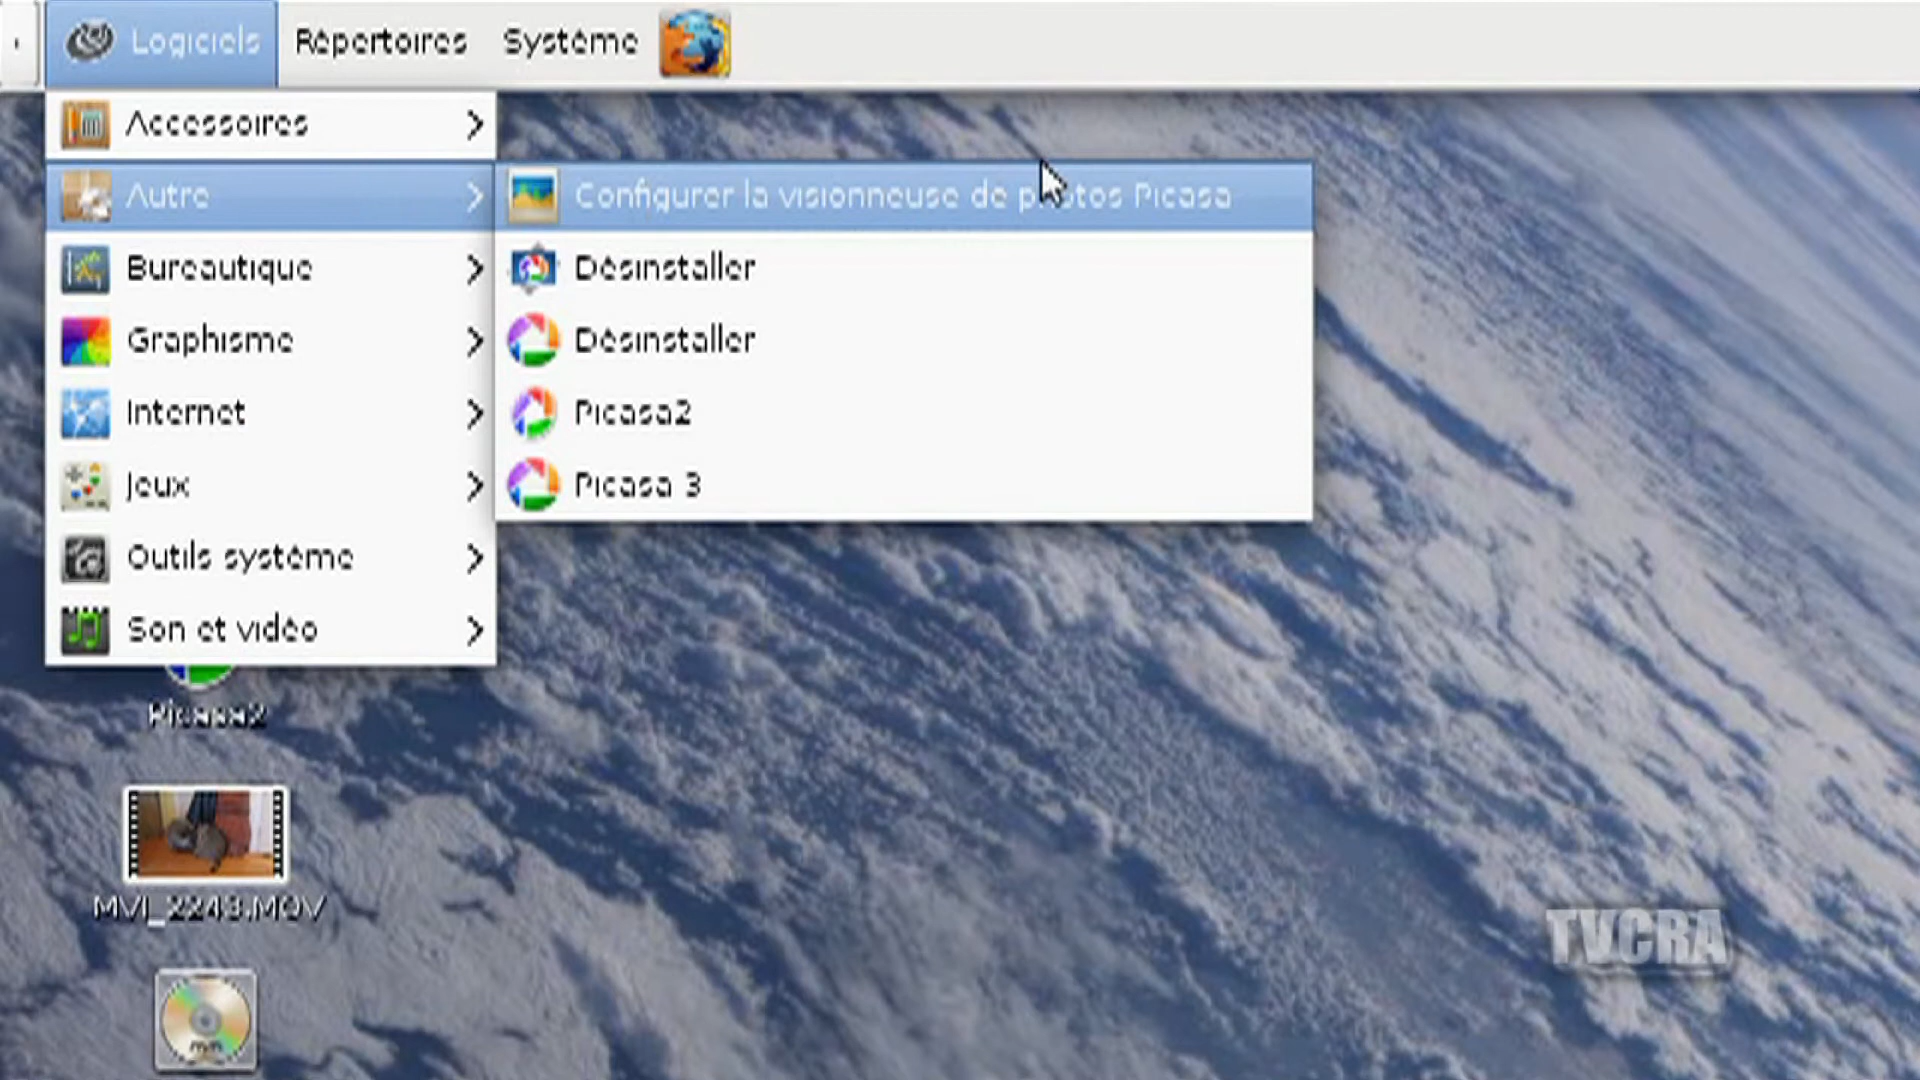 Logiciels Répertoires Système
Accessoires
Autre
Configurer la visionneuse de photos Picasa
Bureautique
Désinstaller
Graphisme
Désinstaller
Internet
Picasa2
Jeux
Picasa 3
Outils système
Son et vidéo
Picasa2
MVI_2243.MOV
TVCRA